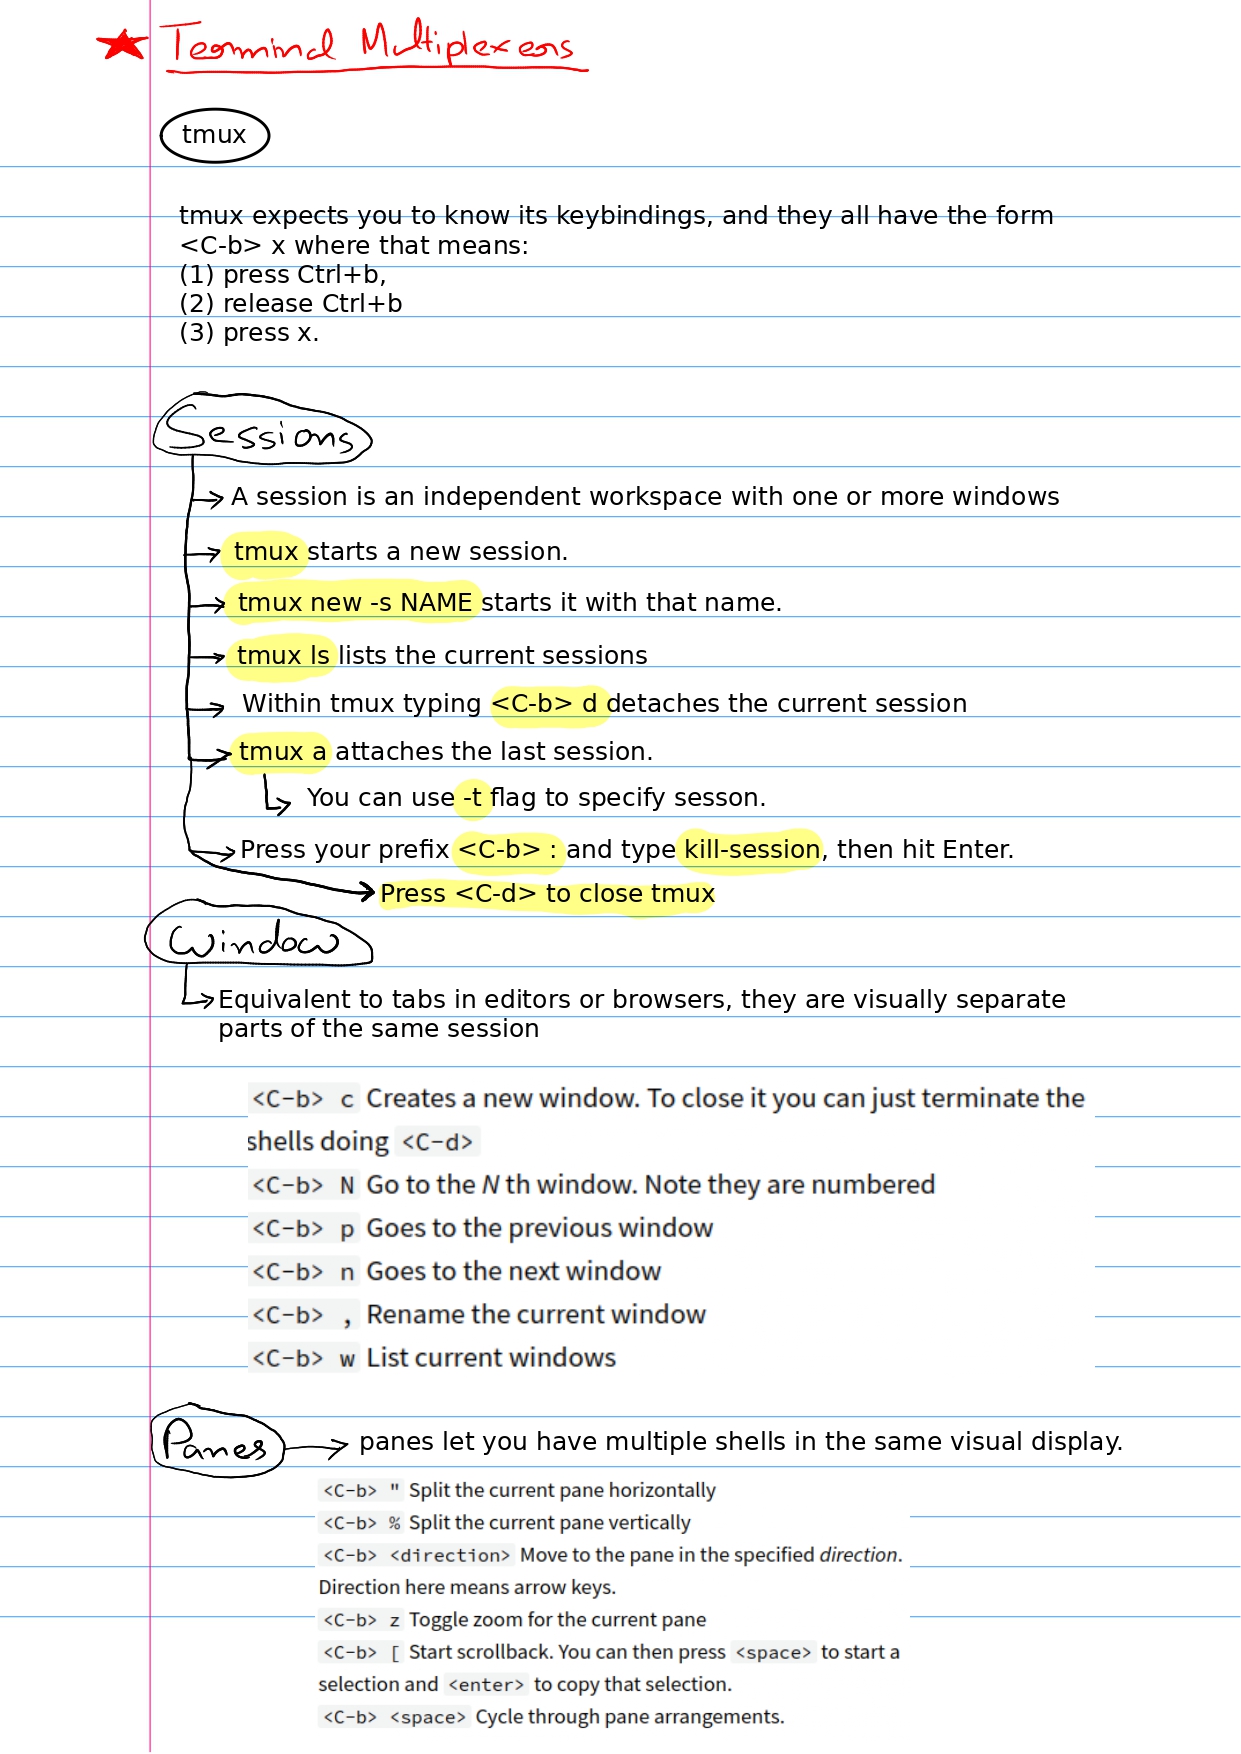 Terminal Multiplexers
tmux
tmux expects you to know its keybindings, and they all have the form
<C-b> x where that means:
(1) press Ctrl+b,
(2) release Ctrl+b
(3) press x.
Sessions
A session is an independent workspace with one or more windows
tmux starts a new session.
tmux new -s NAME starts it with that name.
tmux ls lists the current sessions
Within tmux typing <C-b> d detaches the current session
tmux a attaches the last session.
You can use -t flag to specify sesson.
Press your prefix <C-b> : and type kill-session, then hit Enter.
Press <C-d> to close tmux
Window
Equivalent to tabs in editors or browsers, they are visually separate
parts of the same session
<C-b> c Creates a new window. To close it you can just terminate the
shells doing <C-d>
<C-b> N Go to the N th window. Note they are numbered
<C-b> p Goes to the previous window
<C-b> n Goes to the next window
<C-b> , Rename the current window
<C-b> w List current windows
Panes
panes let you have multiple shells in the same visual display.
<C-b> " Split the current pane horizontally
<C-b> % Split the current pane vertically
<C-b> <direction> Move to the pane in the specified direction.
Direction here means arrow keys.
<C-b> z Toggle zoom for the current pane
<C-b> [ Start scrollback. You can then press <space> to start a
selection and <enter> to copy that selection.
<C-b> <space> Cycle through pane arrangements.